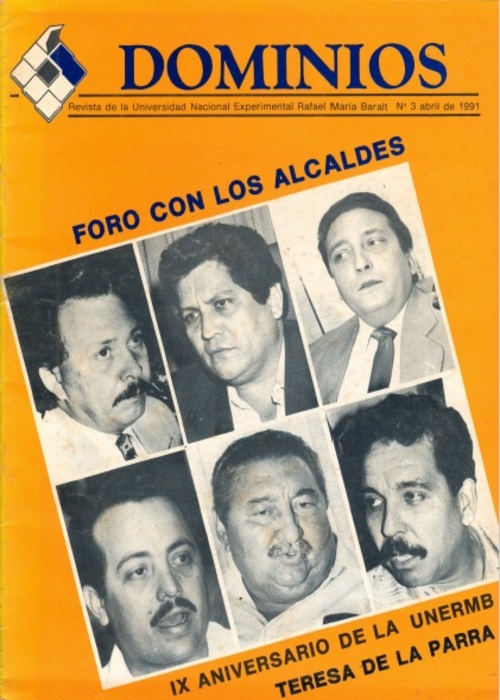 DOMINIOS
Revista de la Universidad Nacional Experimental Rafael María Baralt N° 3 abril de 1991
FORO CON LOS ALCALDES
IX ANIVERSARIO DE LA UNERMB
TERESA DE LA PARRA